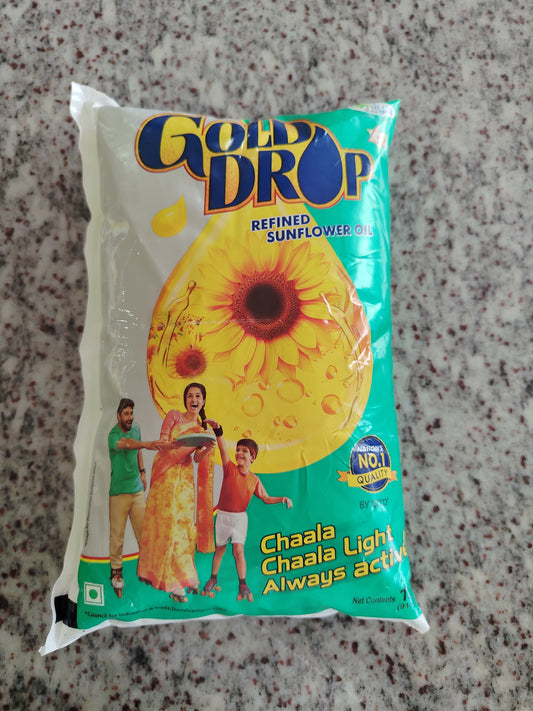 GOLD
DROP
REFINED
SUNFLOWER OIL
NATION'S
NO.1
QUALITY
Chaala
Chaala Light
Always active
Net Contents